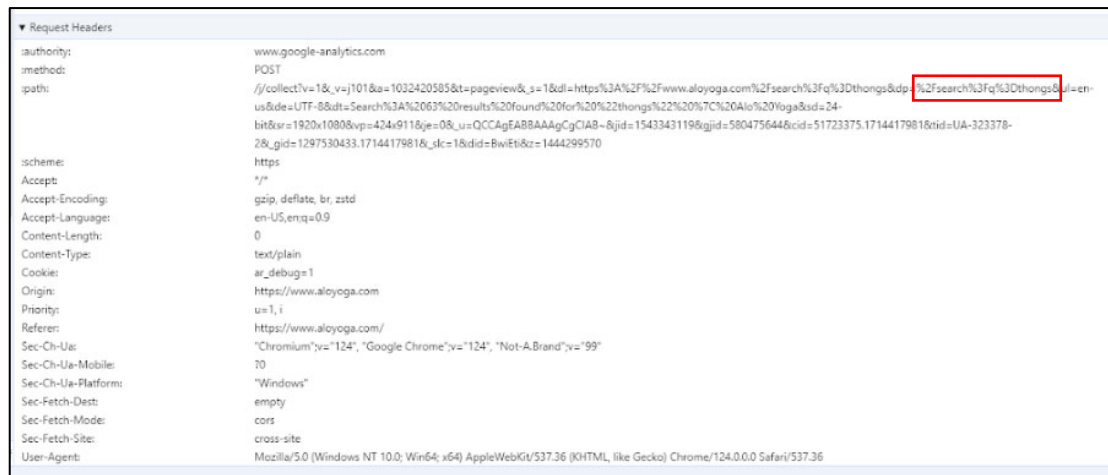 ▼ Request Headers
:authority: www.google-analytics.com
:method: POST
:path: /j/collect?v=1&_v=j101&a=1032420585&t=pageview&_s=1&dl=https%3A%2F%2Fwww.aloyoga.com%2Fsearch%3Fq%3Dthongs&dp=%2Fsearch%3Fq%3Dthongs&ul=en-
us&de=UTF-8&dt=Search%3A%2063%20results%20found%20for%20%22thongs%22%20%7C%20Alo%20Yoga&sd=24-
bit&sr=1920x1080&vp=424x911&je=0&_u=QCCAgEABBAAAgCgCIAB~&jid=1543343119&gjid=580475644&cid=51723375.1714417981&tid=UA-323378-
2&_gid=1297530433.1714417981&_slc=1&did=BwiEti&z=1444299570
:scheme: https
Accept: */*
Accept-Encoding: gzip, deflate, br, zstd
Accept-Language: en-US,en;q=0.9
Content-Length: 0
Content-Type: text/plain
Cookie: ar_debug=1
Origin: https://www.aloyoga.com
Priority: u=1, i
Referer: https://www.aloyoga.com/
Sec-Ch-Ua: "Chromium";v="124", "Google Chrome";v="124", "Not-A.Brand";v="99"
Sec-Ch-Ua-Mobile: ?0
Sec-Ch-Ua-Platform: "Windows"
Sec-Fetch-Dest: empty
Sec-Fetch-Mode: cors
Sec-Fetch-Site: cross-site
User-Agent: Mozilla/5.0 (Windows NT 10.0; Win64; x64) AppleWebKit/537.36 (KHTML, like Gecko) Chrome/124.0.0.0 Safari/537.36